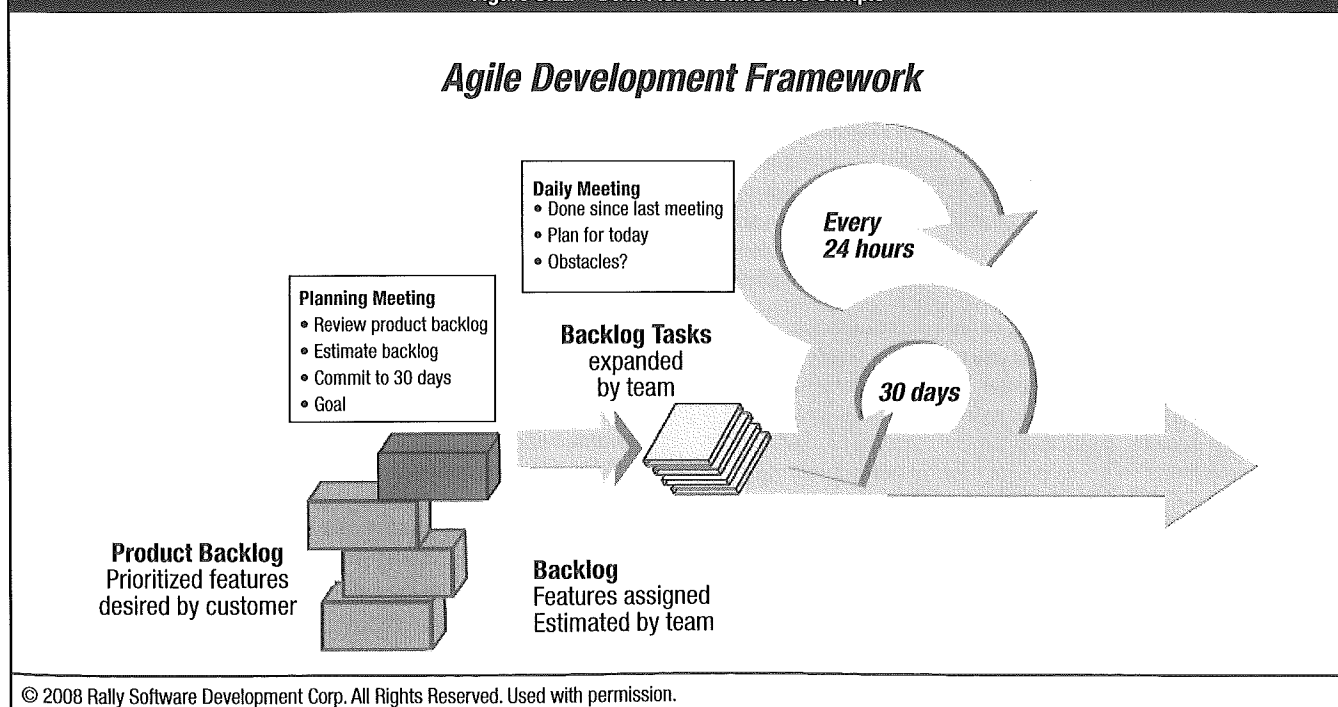 Agile Development Framework
Daily Meeting
• Done since last meeting
• Plan for today
• Obstacles?
Every
24 hours
Planning Meeting
• Review product backlog
• Estimate backlog
• Commit to 30 days
• Goal
Backlog Tasks
expanded
by team
30 days
Product Backlog
Prioritized features
desired by customer
Backlog
Features assigned
Estimated by team
© 2008 Rally Software Development Corp. All Rights Reserved. Used with permission.